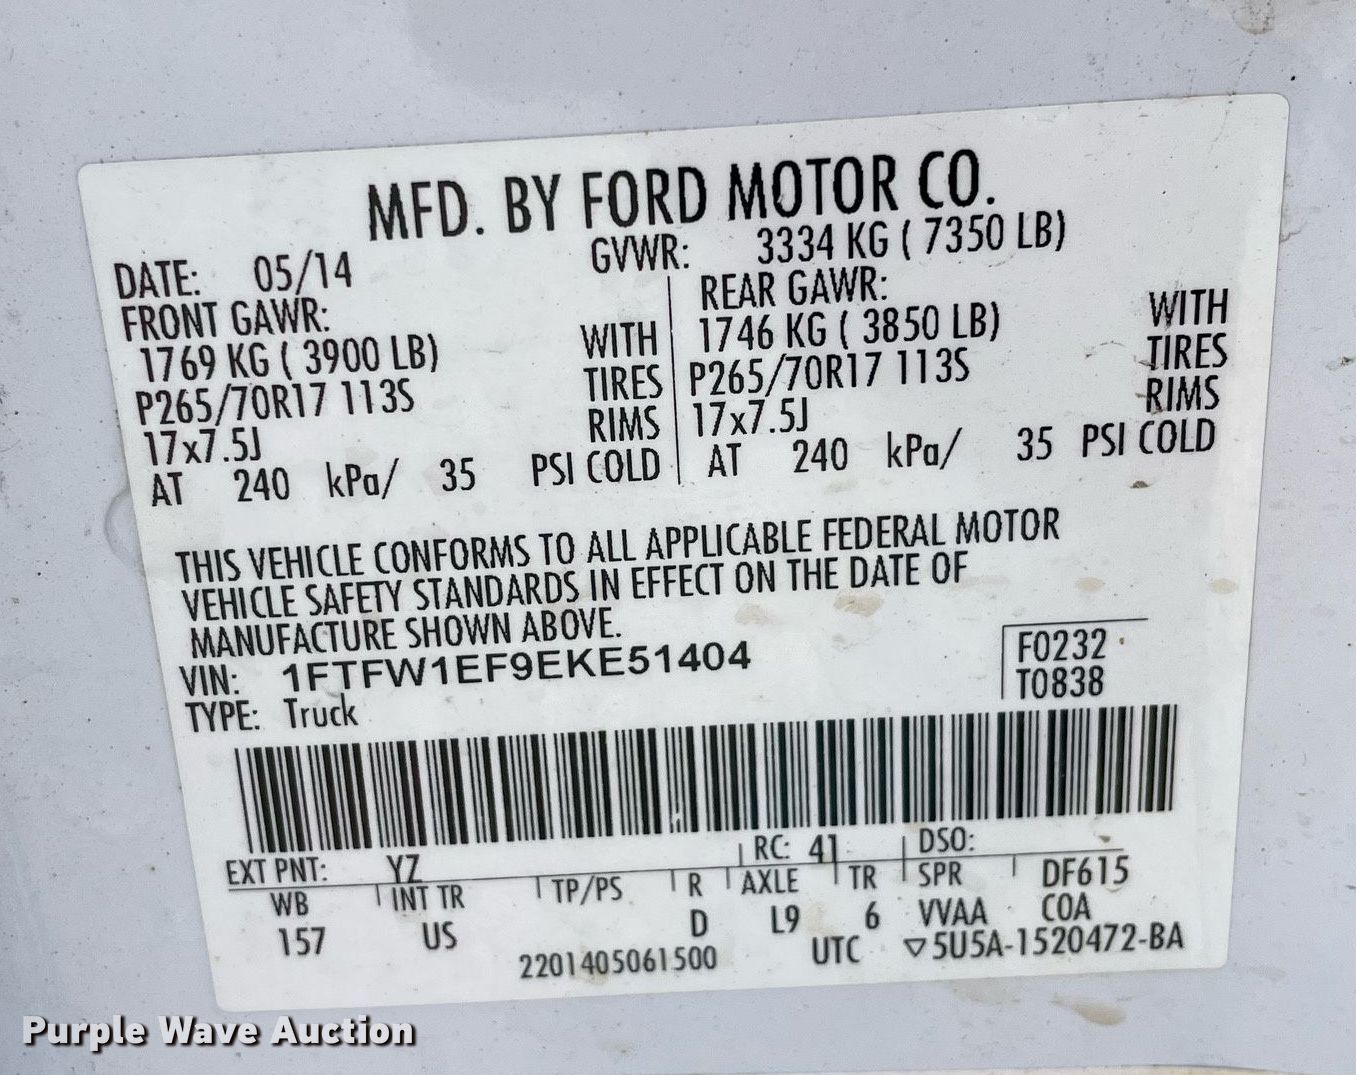 MFD. BY FORD MOTOR CO.
DATE: 05/14 GVWR: 3334 KG ( 7350 LB)
FRONT GAWR: REAR GAWR:
1769 KG ( 3900 LB) WITH 1746 KG ( 3850 LB) WITH
P265/70R17 113S TIRES P265/70R17 113S TIRES
17x7.5J RIMS 17x7.5J RIMS
AT 240 kPa/ 35 PSI COLD AT 240 kPa/ 35 PSI COLD
THIS VEHICLE CONFORMS TO ALL APPLICABLE FEDERAL MOTOR
VEHICLE SAFETY STANDARDS IN EFFECT ON THE DATE OF
MANUFACTURE SHOWN ABOVE.
VIN: 1FTFW1EF9EKE51404 F0232
TYPE: Truck T0838
EXT PNT: YZ RC: 41 DSO:
WB INT TR TP/PS R AXLE TR SPR DF615
157 US D L9 6 VVAA COA
2201405061500 UTC ▽5U5A-1520472-BA
Purple Wave Auction